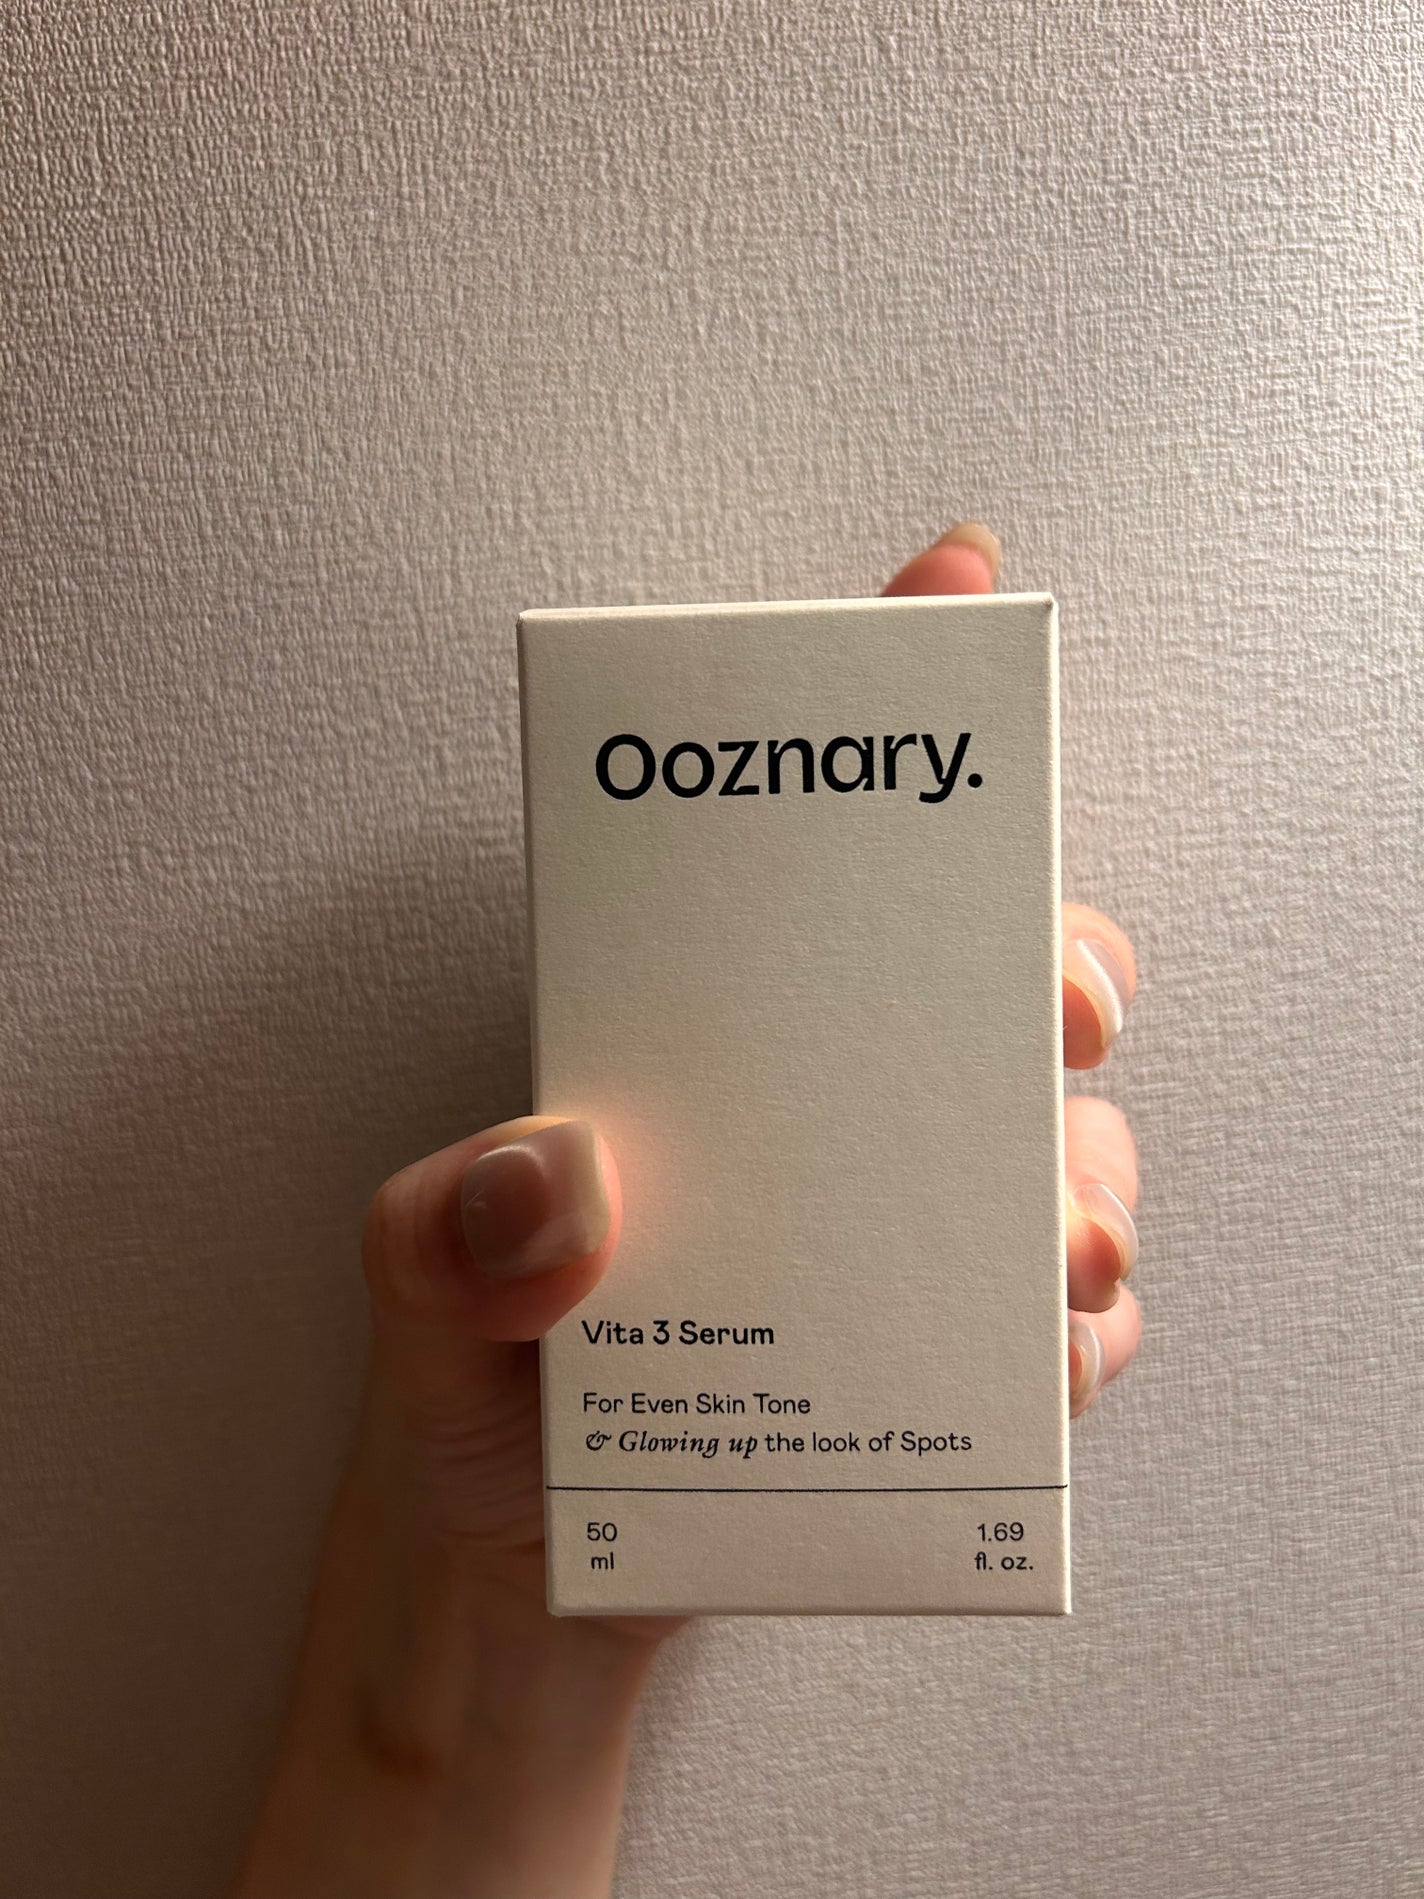 Ooznary.
Vita 3 Serum
For Even Skin Tone
& Glowing up the look of Spots
50
ml
1.69
fl. oz.